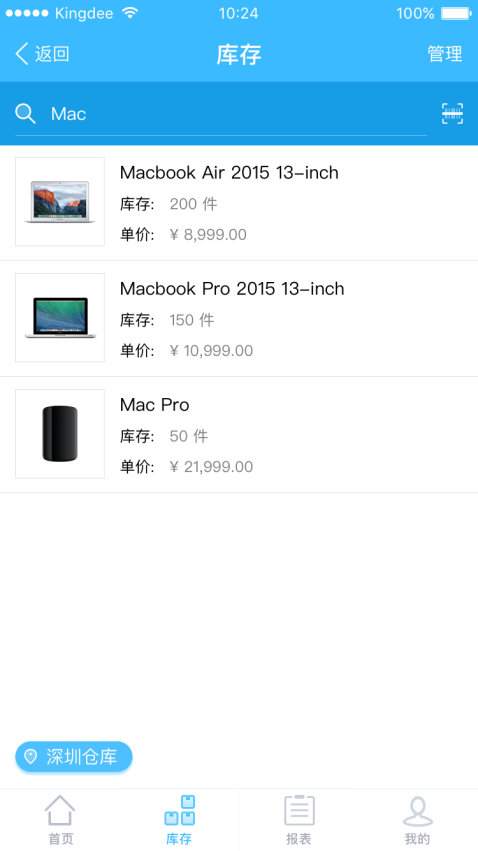 Kingdee 10:24 100%
返回 库存 管理
Mac
Macbook Air 2015 13-inch
库存: 200 件
单价: ¥ 8,999.00
Macbook Pro 2015 13-inch
库存: 150 件
单价: ¥ 10,999.00
Mac Pro
库存: 50 件
单价: ¥ 21,999.00
深圳仓库
首页 库存 报表 我的